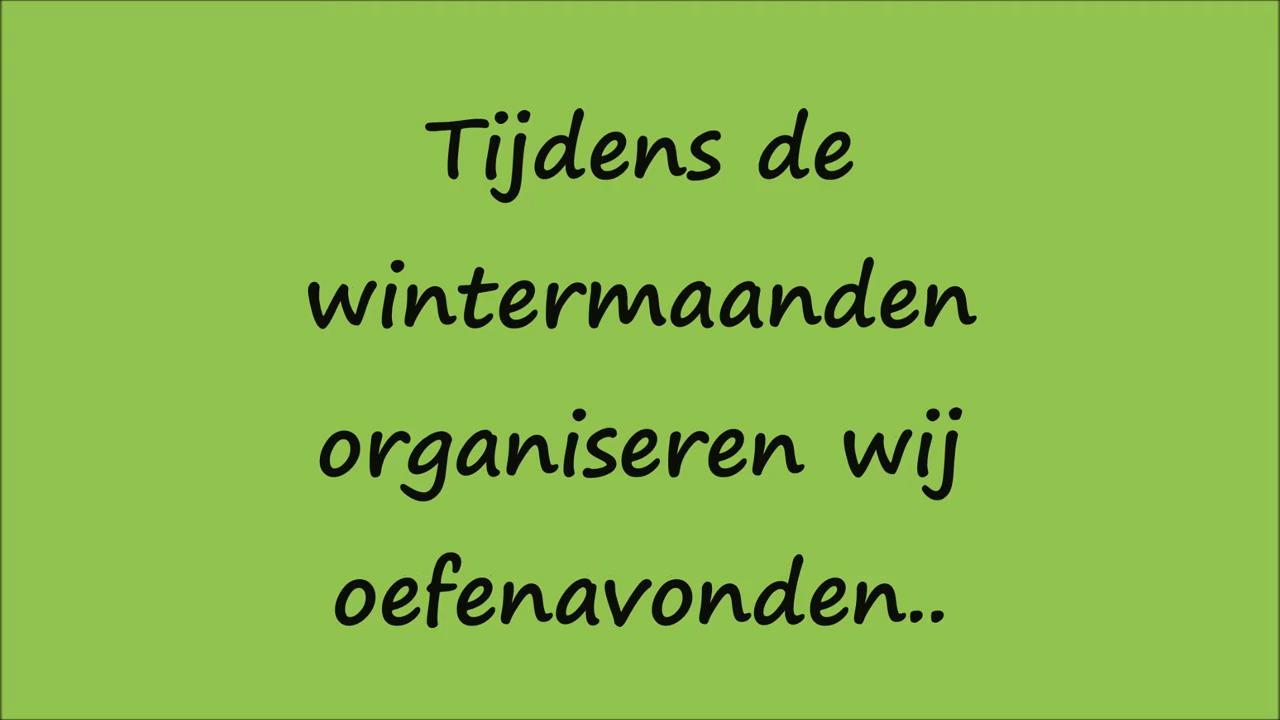 Tijdens de
wintermaanden
organiseren wij
oefenavonden..